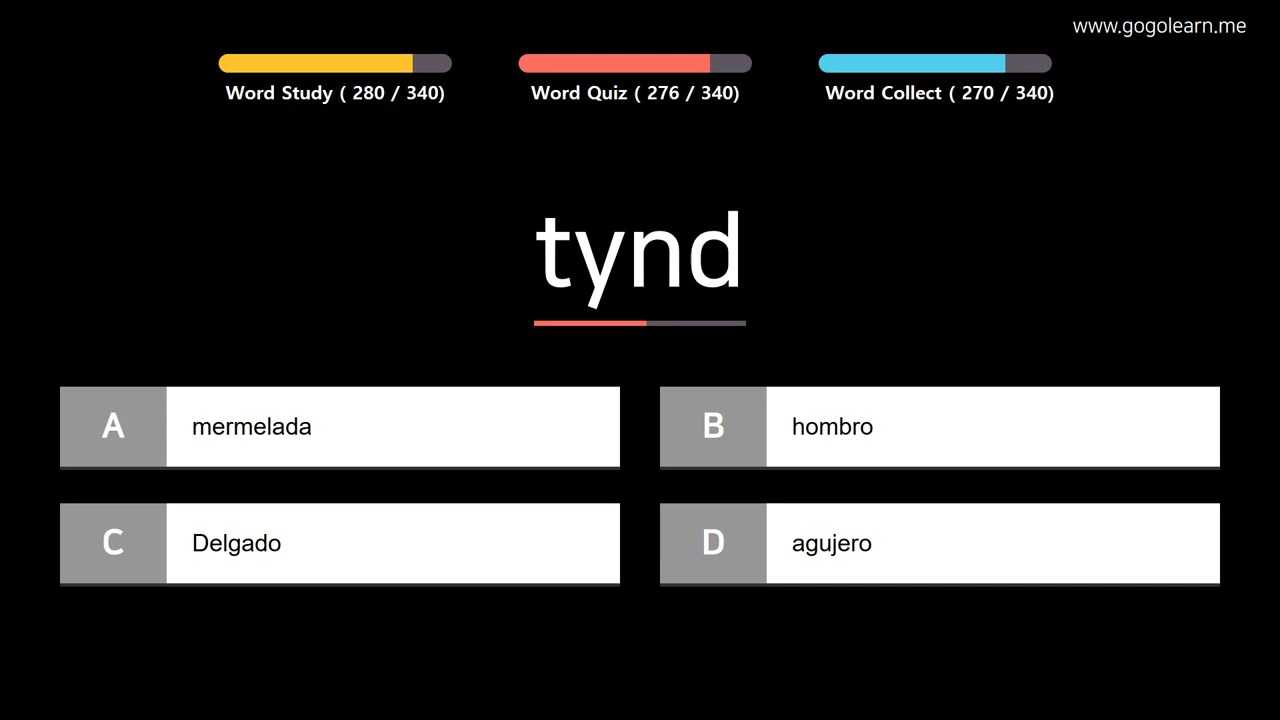 www.gogolearn.me
Word Study ( 280 / 340)
Word Quiz ( 276 / 340)
Word Collect ( 270 / 340)
tynd
A mermelada
B hombro
C Delgado
D agujero